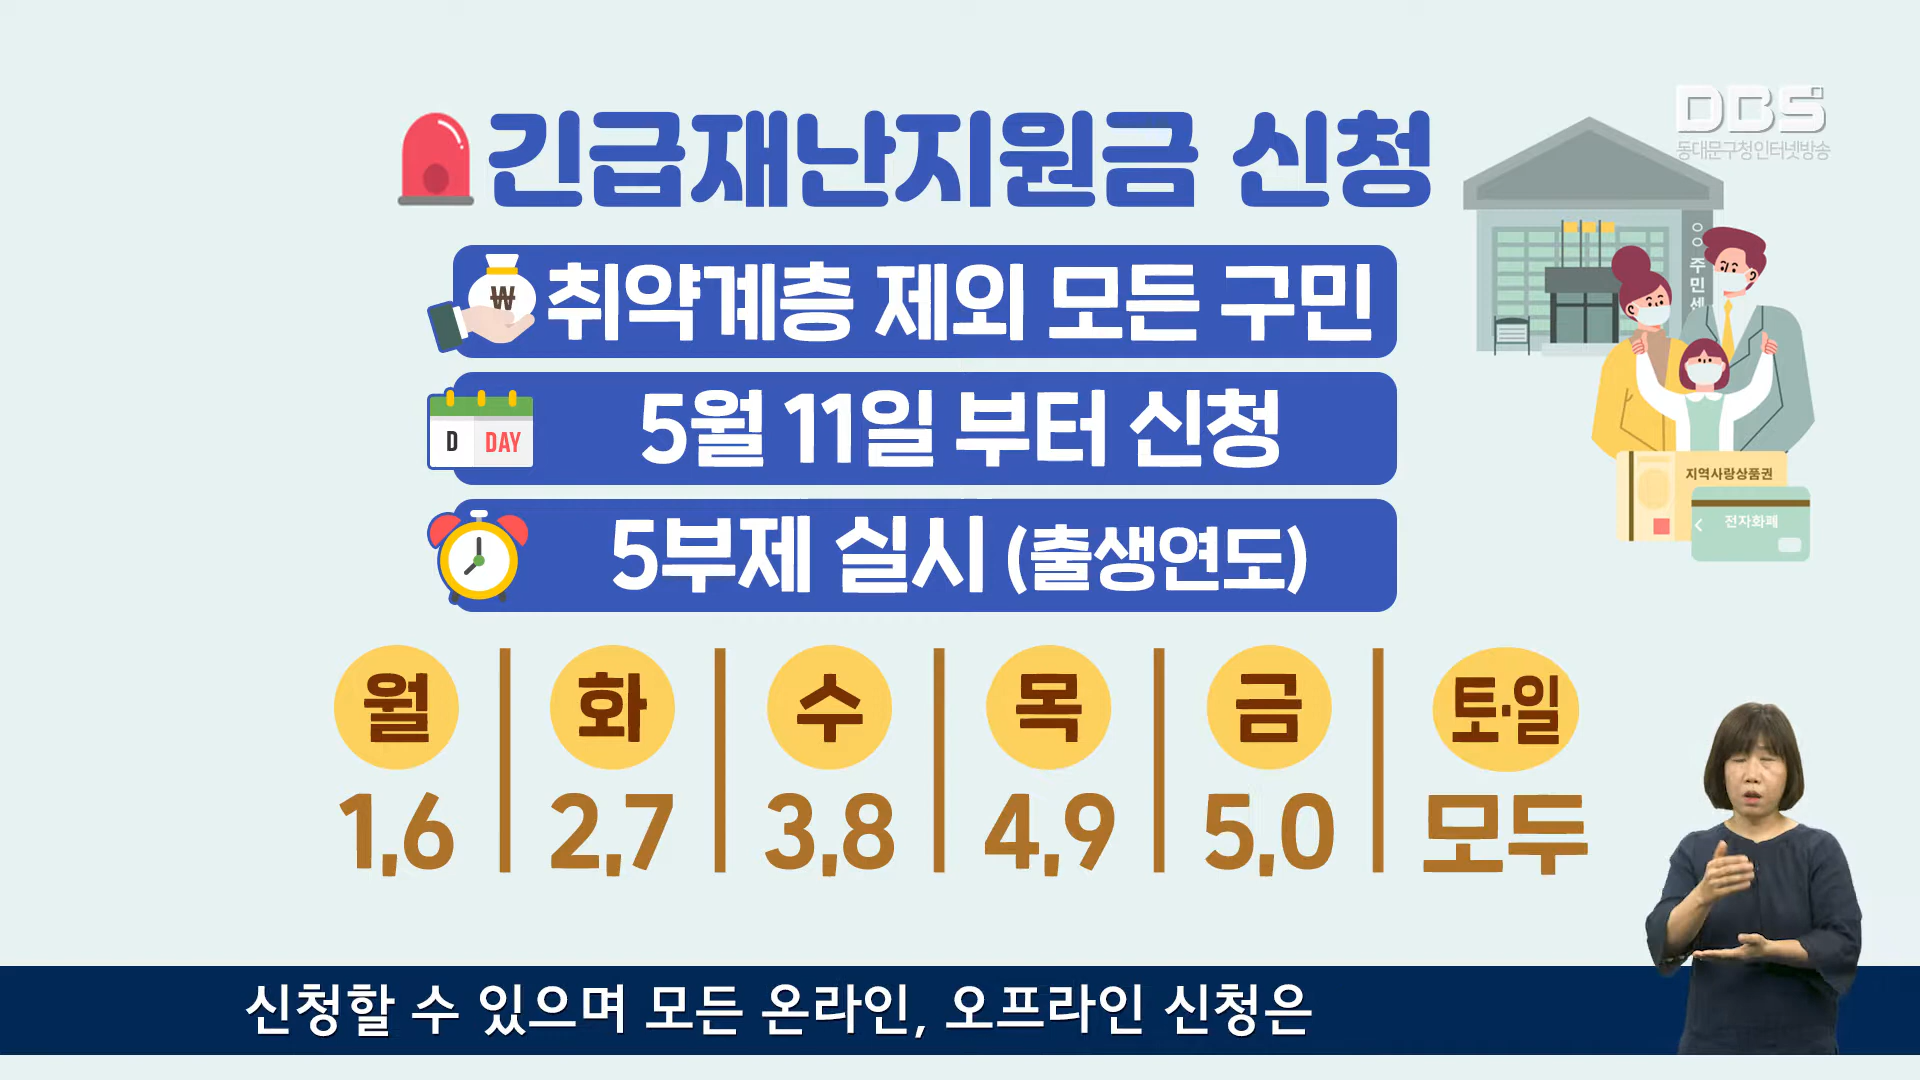 DBS
동대문구청인터넷방송
긴급재난지원금 신청
₩
취약계층 제외 모든 구민
D DAY
5월 11일 부터 신청
5부제 실시 (출생연도)
주민세
지역사랑상품권
전자화폐
월 화 수 목 금 토·일
1,6 2,7 3,8 4,9 5,0 모두
신청할 수 있으며 모든 온라인, 오프라인 신청은